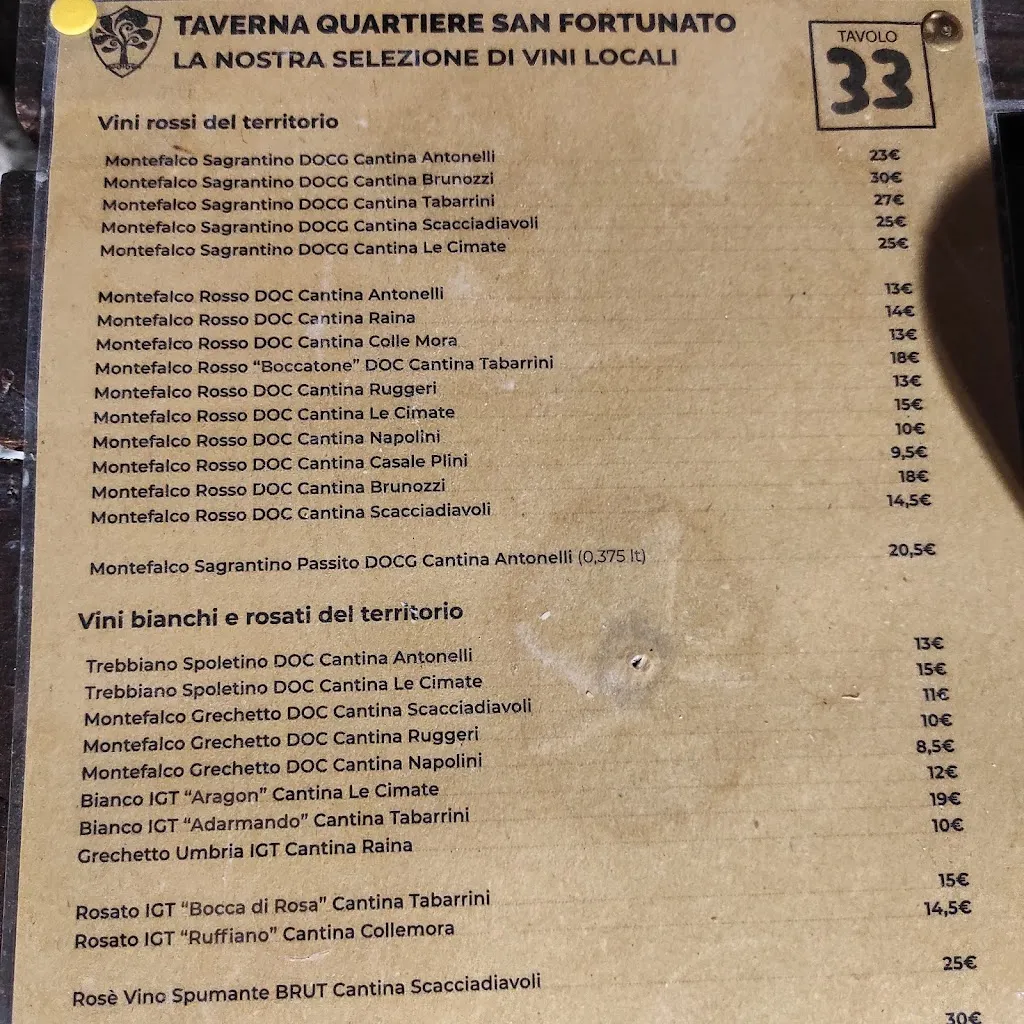 TAVERNA QUARTIERE SAN FORTUNATO
LA NOSTRA SELEZIONE DI VINI LOCALI
TAVOLO
33
Vini rossi del territorio
Montefalco Sagrantino DOCG Cantina Antonelli 23€
Montefalco Sagrantino DOCG Cantina Brunozzi 30€
Montefalco Sagrantino DOCG Cantina Tabarrini 27€
Montefalco Sagrantino DOCG Cantina Scacciadiavoli 25€
Montefalco Sagrantino DOCG Cantina Le Cimate 25€
Montefalco Rosso DOC Cantina Antonelli 13€
Montefalco Rosso DOC Cantina Raina 14€
Montefalco Rosso DOC Cantina Colle Mora 13€
Montefalco Rosso “Boccatone” DOC Cantina Tabarrini 18€
Montefalco Rosso DOC Cantina Ruggeri 13€
Montefalco Rosso DOC Cantina Le Cimate 15€
Montefalco Rosso DOC Cantina Napolini 10€
Montefalco Rosso DOC Cantina Casale Plini 9,5€
Montefalco Rosso DOC Cantina Brunozzi 18€
Montefalco Rosso DOC Cantina Scacciadiavoli 14,5€
Montefalco Sagrantino Passito DOCG Cantina Antonelli (0,375 lt) 20,5€
Vini bianchi e rosati del territorio
Trebbiano Spoletino DOC Cantina Antonelli 13€
Trebbiano Spoletino DOC Cantina Le Cimate 15€
Montefalco Grechetto DOC Cantina Scacciadiavoli 11€
Montefalco Grechetto DOC Cantina Ruggeri 10€
Montefalco Grechetto DOC Cantina Napolini 8,5€
Bianco IGT “Aragon” Cantina Le Cimate 12€
Bianco IGT “Adarmando” Cantina Tabarrini 19€
Grechetto Umbria IGT Cantina Raina 10€
Rosato IGT “Bocca di Rosa” Cantina Tabarrini 15€
Rosato IGT “Ruffiano” Cantina Collemora 14,5€
Rosè Vino Spumante BRUT Cantina Scacciadiavoli 25€
30€